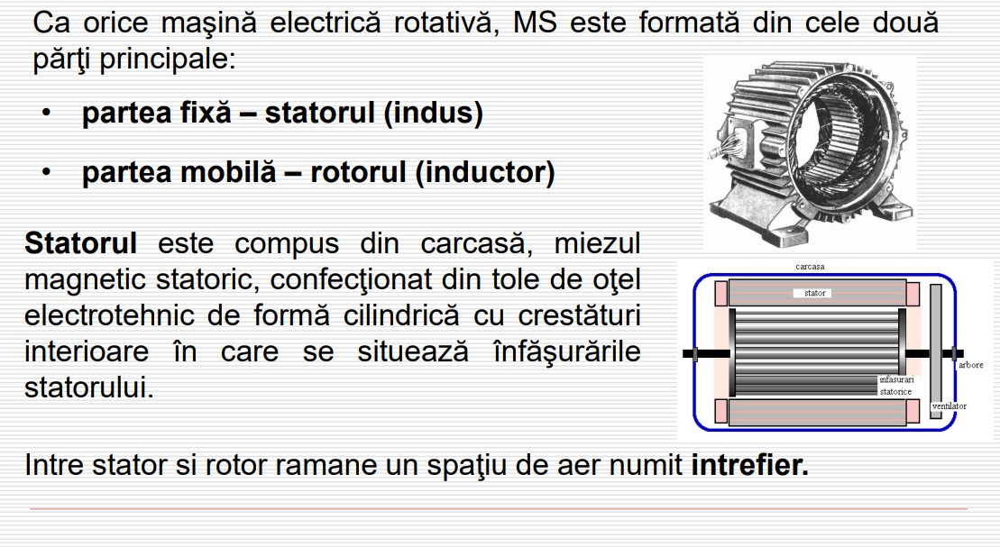 Ca orice maşină electrică rotativă, MS este formată din cele două
părţi principale:
• partea fixă – statorul (indus)
• partea mobilă – rotorul (inductor)
Statorul este compus din carcasă, miezul
magnetic statoric, confecţionat din tole de oţel
electrotehnic de formă cilindrică cu crestături
interioare în care se situează înfăşurările
statorului.
carcasa
stator
arbore
infasurari
statorice
ventilator
Intre stator si rotor ramane un spaţiu de aer numit intrefier.